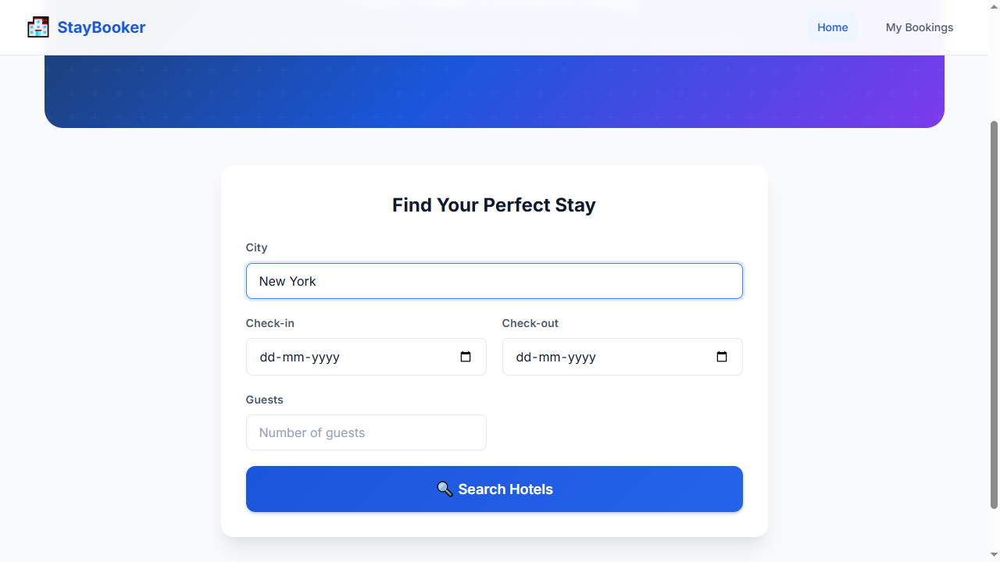 StayBooker
Home
My Bookings
Find Your Perfect Stay
City
New York
Check-in
Check-out
dd-mm-yyyy
dd-mm-yyyy
Guests
Number of guests
Search Hotels